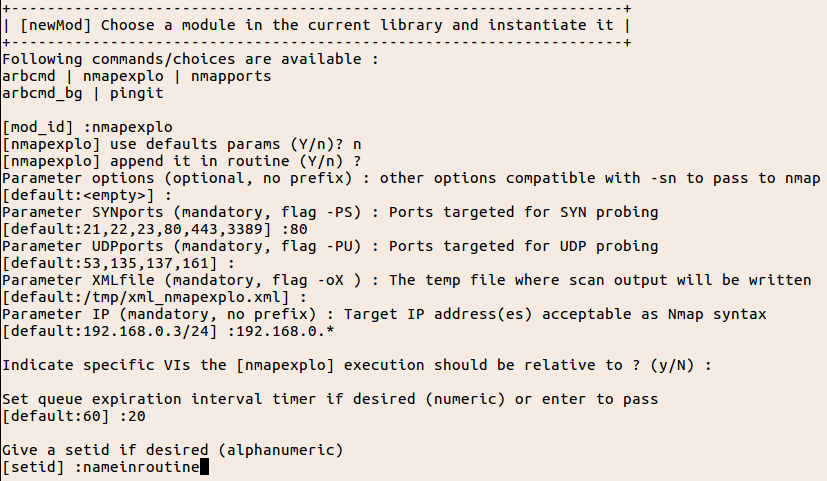 +--------------------------------------------------------------------+
| [newMod] Choose a module in the current library and instantiate it |
+--------------------------------------------------------------------+
Following commands/choices are available :
arbcmd | nmapexplo | nmapports
arbcmd_bg | pingit
[mod_id] :nmapexplo
[nmapexplo] use defaults params (Y/n)? n
[nmapexplo] append it in routine (Y/n) ?
Parameter options (optional, no prefix) : other options compatible with -sn to pass to nmap
[default:<empty>] :
Parameter SYNports (mandatory, flag -PS) : Ports targeted for SYN probing
[default:21,22,23,80,443,3389] :80
Parameter UDPports (mandatory, flag -PU) : Ports targeted for UDP probing
[default:53,135,137,161] :
Parameter XMLfile (mandatory, flag -oX ) : The temp file where scan output will be written
[default:/tmp/xml_nmapexplo.xml] :
Parameter IP (mandatory, no prefix) : Target IP address(es) acceptable as Nmap syntax
[default:192.168.0.3/24] :192.168.0.*
Indicate specific VIs the [nmapexplo] execution should be relative to ? (y/N) :
Set queue expiration interval timer if desired (numeric) or enter to pass
[default:60] :20
Give a setid if desired (alphanumeric)
[setid] :nameinroutine